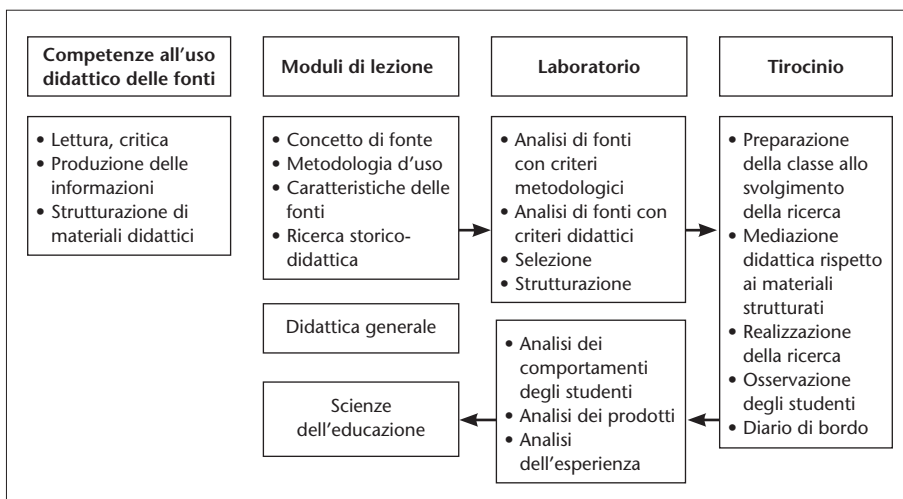 Competenze all'uso
didattico delle fonti
Moduli di lezione
Laboratorio
Tirocinio
• Lettura, critica
• Produzione delle
informazioni
• Strutturazione di
materiali didattici
• Concetto di fonte
• Metodologia d'uso
• Caratteristiche delle
fonti
• Ricerca storico-
didattica
• Analisi di fonti
con criteri
metodologici
• Analisi di fonti con
criteri didattici
• Selezione
• Strutturazione
• Preparazione
della classe allo
svolgimento
della ricerca
• Mediazione
didattica rispetto
ai materiali
strutturati
• Realizzazione
della ricerca
• Osservazione
degli studenti
• Diario di bordo
Didattica generale
• Analisi dei
comportamenti
degli studenti
• Analisi dei prodotti
• Analisi
dell'esperienza
Scienze
dell'educazione